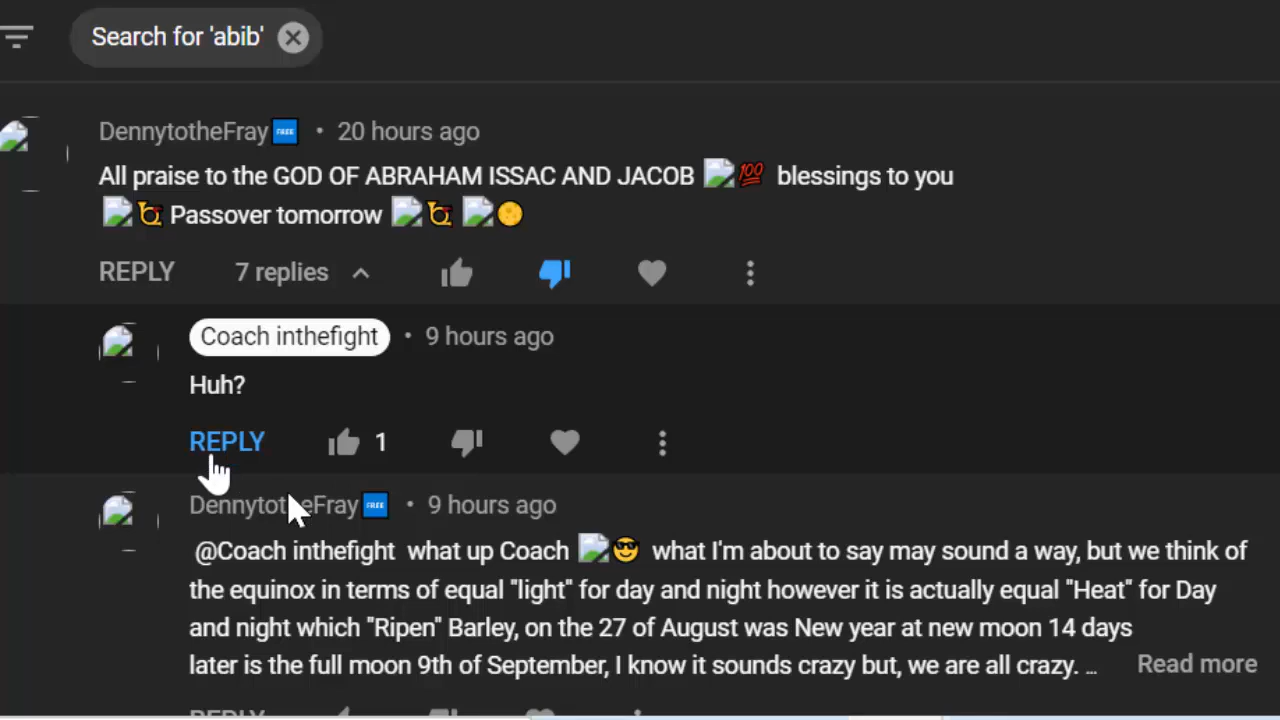 Search for 'abib'
DennytotheFray FREE • 20 hours ago
All praise to the GOD OF ABRAHAM ISSAC AND JACOB 💯 blessings to you
Passover tomorrow
REPLY 7 replies
Coach inthefight • 9 hours ago
Huh?
REPLY 1
DennytotheFray FREE • 9 hours ago
@Coach inthefight what up Coach 😎 what I'm about to say may sound a way, but we think of
the equinox in terms of equal "light" for day and night however it is actually equal "Heat" for Day
and night which "Ripen" Barley, on the 27 of August was New year at new moon 14 days
later is the full moon 9th of September, I know it sounds crazy but, we are all crazy. ... Read more
REPLY